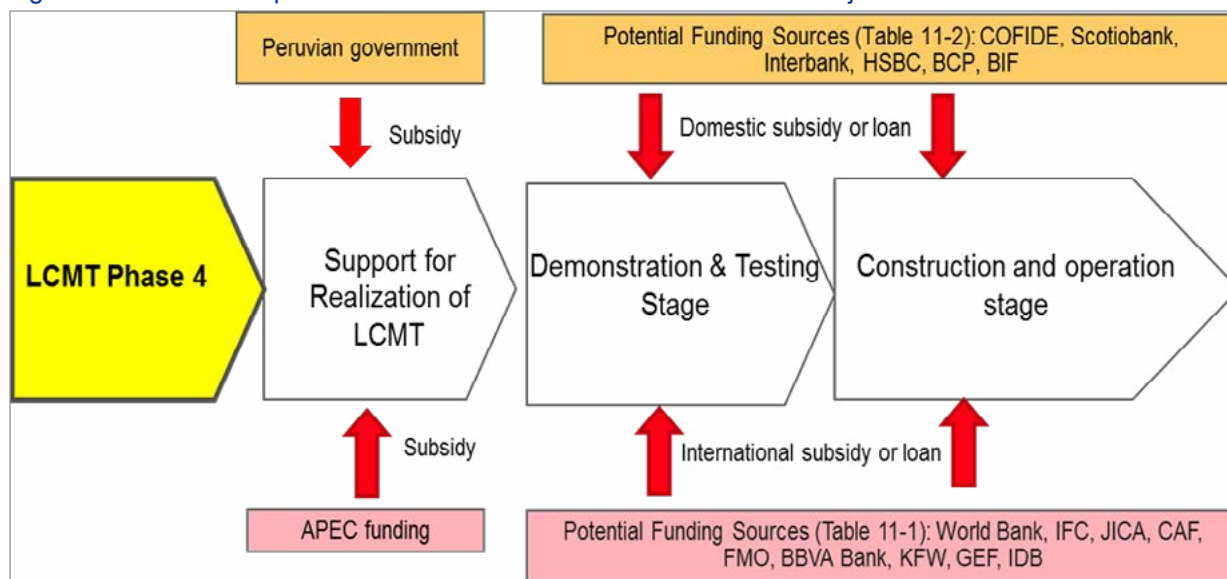 Peruvian government
Potential Funding Sources (Table 11-2): COFIDE, Scotiobank,
Interbank, HSBC, BCP, BIF
Subsidy
Domestic subsidy or loan
LCMT Phase 4
Support for
Realization of
LCMT
Demonstration & Testing
Stage
Construction and operation
stage
Subsidy
International subsidy or loan
APEC funding
Potential Funding Sources (Table 11-1): World Bank, IFC, JICA, CAF,
FMO, BBVA Bank, KFW, GEF, IDB